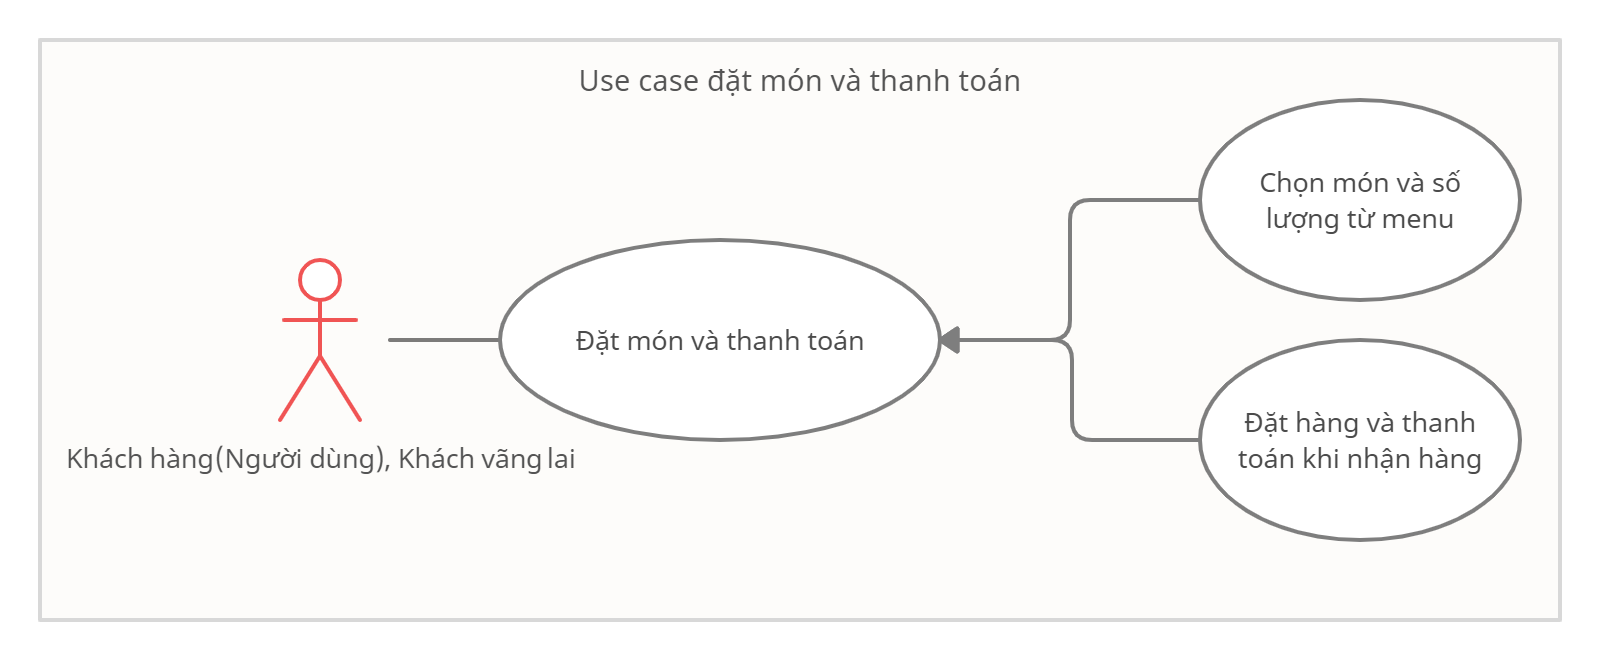 Use case đặt món và thanh toán
Chọn món và số
lượng từ menu
Đặt món và thanh toán
Đặt hàng và thanh
toán khi nhận hàng
Khách hàng(Người dùng), Khách vãng lai